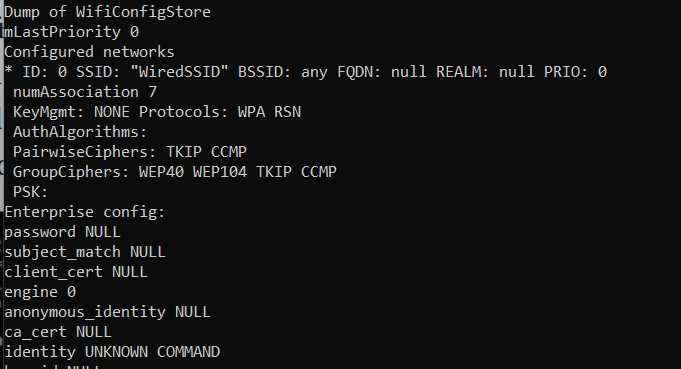 Dump of WifiConfigStore
mLastPriority 0
Configured networks
* ID: 0 SSID: "WiredSSID" BSSID: any FQDN: null REALM: null PRIO: 0
numAssociation 7
KeyMgmt: NONE Protocols: WPA RSN
AuthAlgorithms:
PairwiseCiphers: TKIP CCMP
GroupCiphers: WEP40 WEP104 TKIP CCMP
PSK:
Enterprise config:
password NULL
subject_match NULL
client_cert NULL
engine 0
anonymous_identity NULL
ca_cert NULL
identity UNKNOWN COMMAND